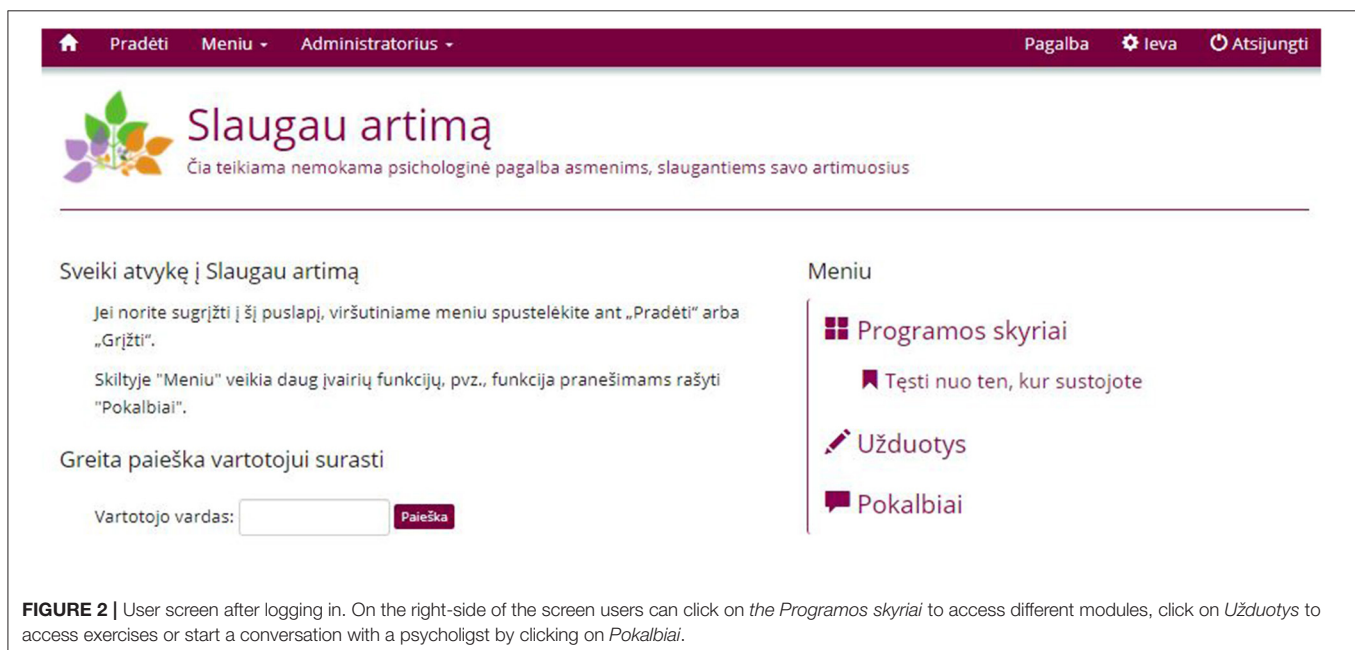 Pradėti Meniu Administratorius Pagalba Ieva Atsijungti
Slaugau artimą
Čia teikiama nemokama psichologinė pagalba asmenims, slaugantiems savo artimuosius
Sveiki atvykę į Slaugau artimą
Jei norite sugrįžti į šį puslapį, viršutiniame meniu spustelėkite ant „Pradėti“ arba
„Grįžti“.
Skiltyje "Meniu" veikia daug įvairių funkcijų, pvz., funkcija pranešimams rašyti
"Pokalbiai".
Greita paieška vartotojui surasti
Vartotojo vardas: Paieška
Meniu
Programos skyriai
Tęsti nuo ten, kur sustojote
Užduotys
Pokalbiai
FIGURE 2 | User screen after logging in. On the right-side of the screen users can click on the Programos skyriai to access different modules, click on Užduotys to
access exercises or start a conversation with a psycholigst by clicking on Pokalbiai.